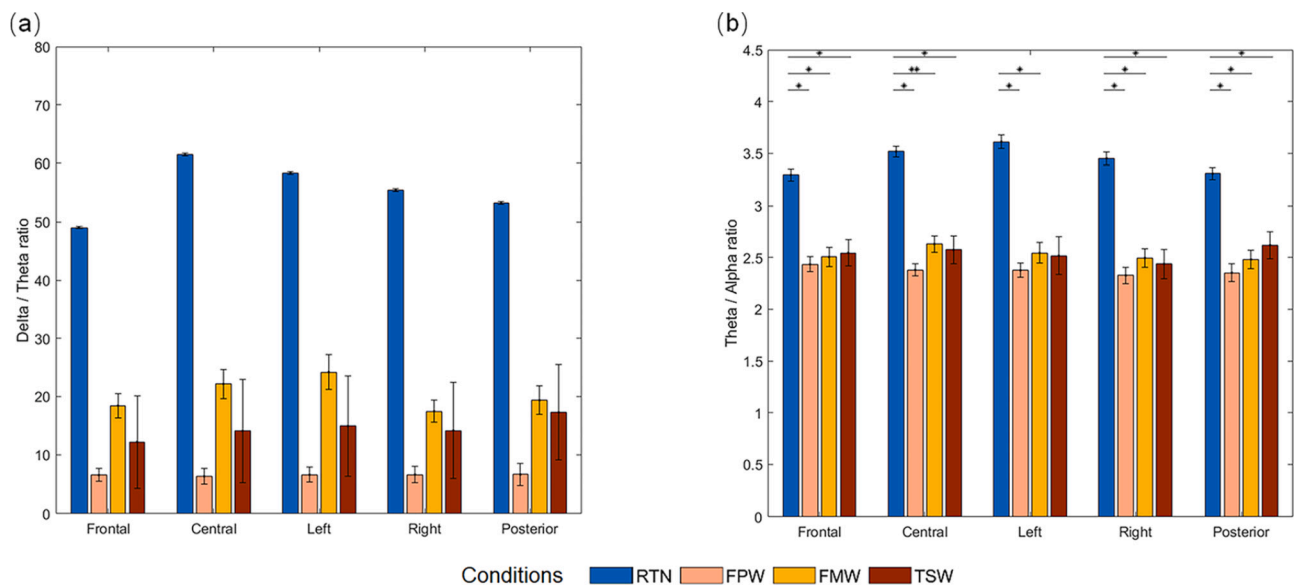 (a)
80
70
60
50
40
30
20
10
0
Delta / Theta ratio
Frontal Central Left Right Posterior
(b)
4.5
4
3.5
3
2.5
2
1.5
1
0.5
0
Theta / Alpha ratio
* * * * 
* ** * * *
* * * * *
Frontal Central Left Right Posterior
Conditions RTN FPW FMW TSW